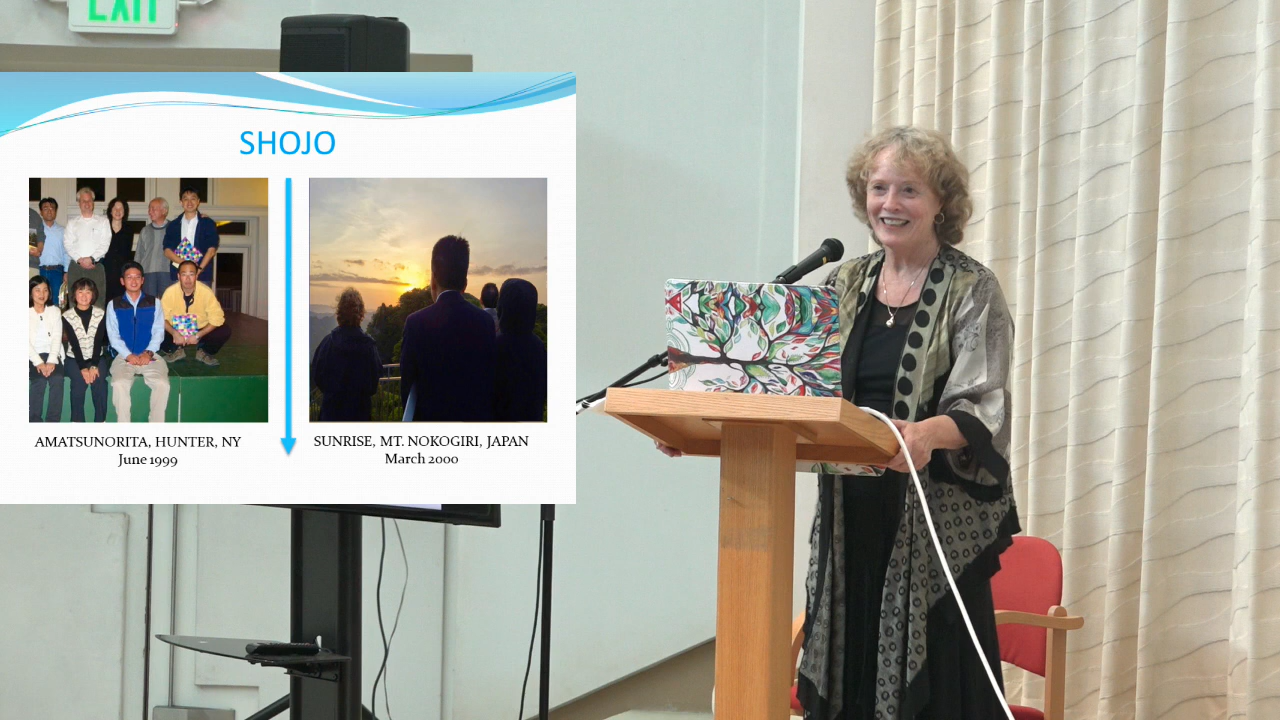 EXIT
SHOJO
AMATSUNORITA, HUNTER, NY
June 1999
SUNRISE, MT. NOKOGIRI, JAPAN
March 2000